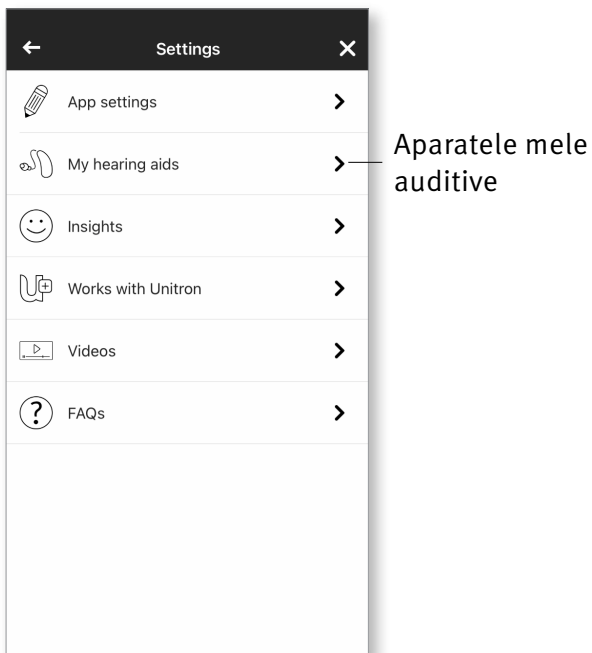 Settings
App settings
My hearing aids
Aparatele mele
auditive
Insights
Works with Unitron
Videos
FAQs